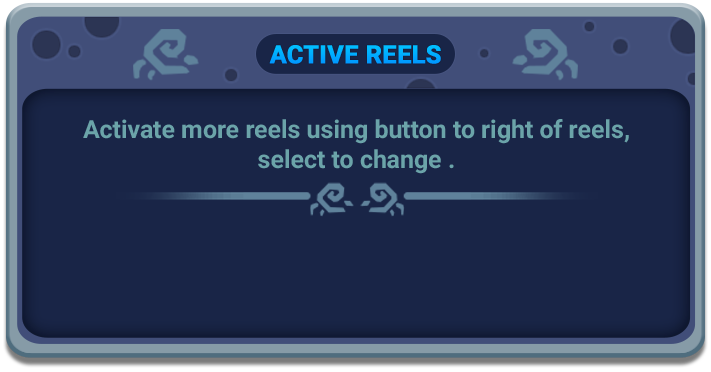 ACTIVE REELS
Activate more reels using button to right of reels,
select to change .